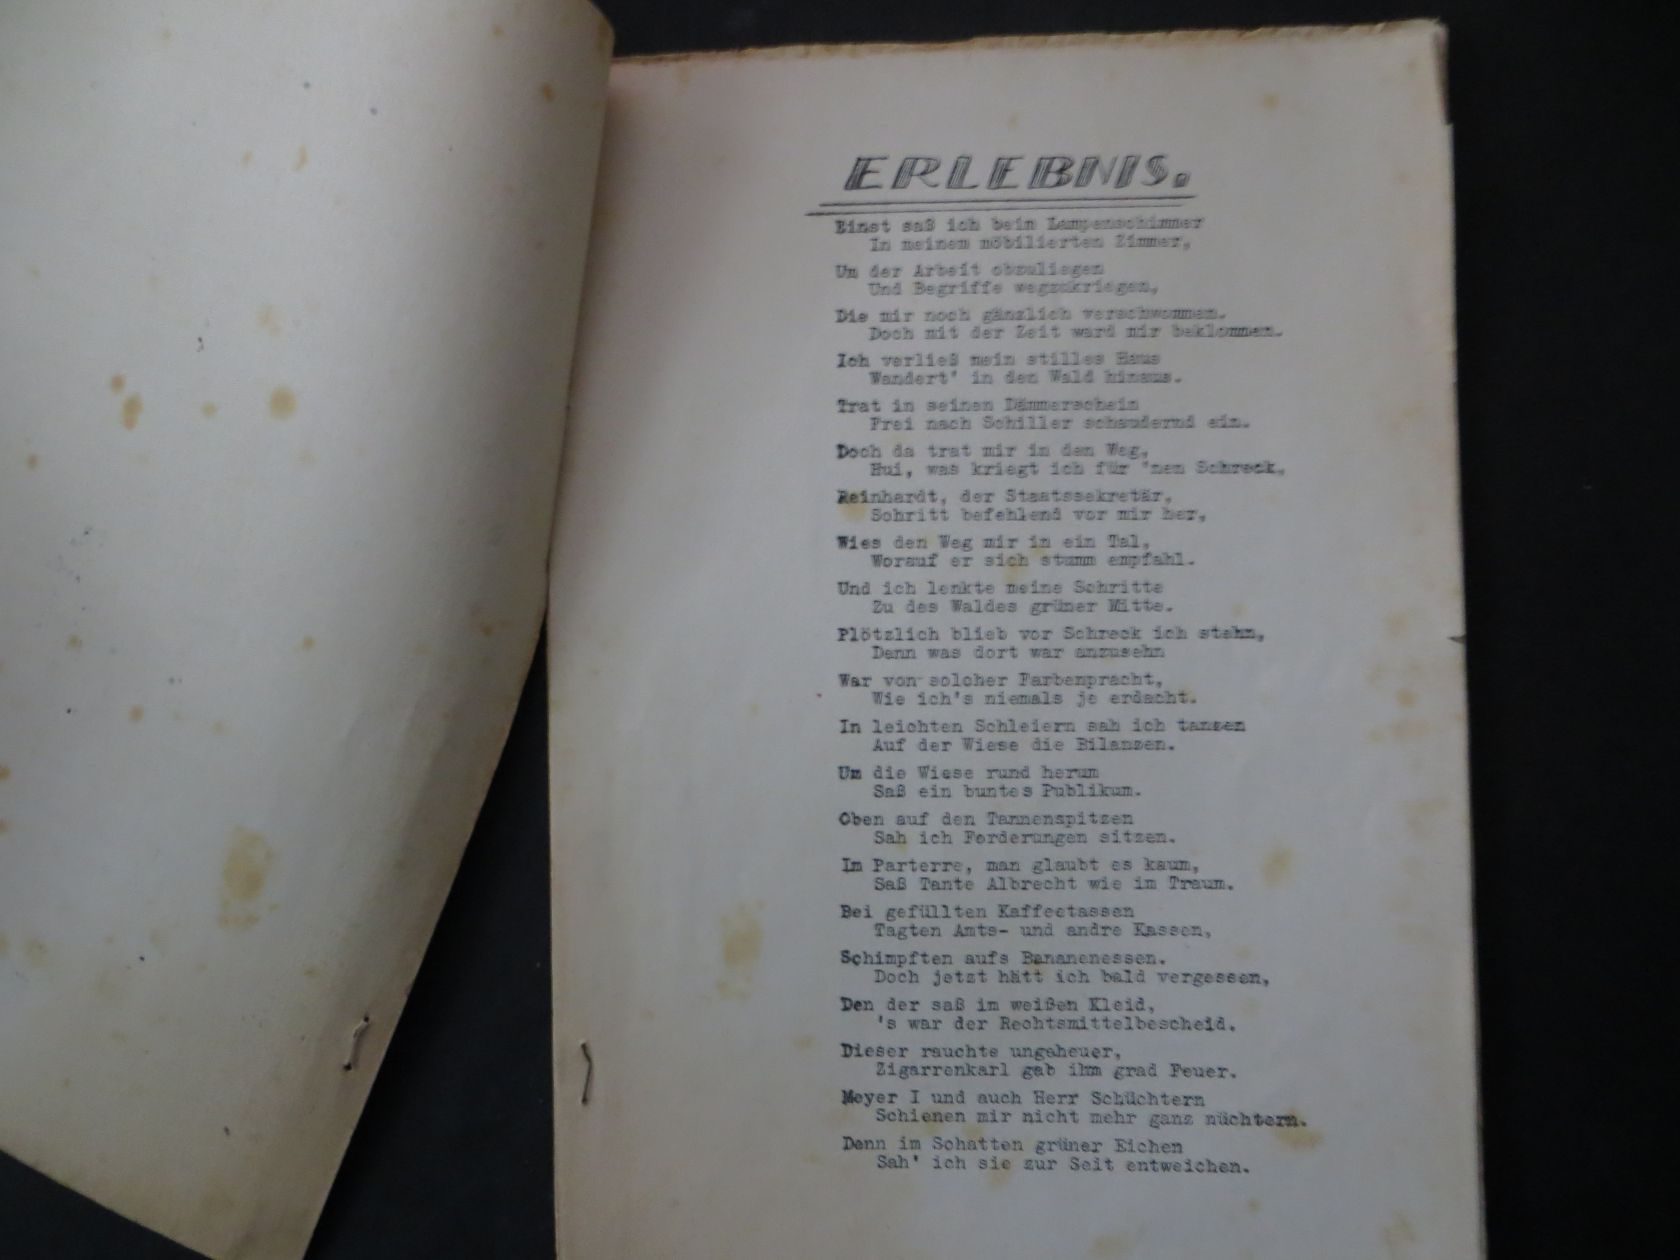 ERLEBNIS.
Einst saß ich beim Lampenschimmer
In meinem möbilierten Zimmer,
Um der Arbeit obzuliegen
Und Begriffe wegzukriegen,
Die mir noch gänzlich verschwommen.
Doch mit der Zeit ward mir beklommen.
Ich verließ mein stilles Haus
Wandert' in den Wald hinaus.
Trat in seinen Dämmerschein
Frei nach Schiller schaudernd ein.
Doch da trat mir in den Weg,
Hui, was kriegt ich für 'nen Schreck,
Reinhardt, der Staatssekretär,
Schritt befehlend vor mir her,
Wies den Weg mir in ein Tal,
Worauf er sich stumm empfahl.
Und ich lenkte meine Schritte
Zu des Waldes grüner Mitte.
Plötzlich blieb vor Schreck ich stehn,
Denn was dort war anzusehn
War von solcher Farbenpracht,
Wie ich's niemals je erdacht.
In leichten Schleiern sah ich tanzen
Auf der Wiese die Bilanzen.
Um die Wiese rund herum
Saß ein buntes Publikum.
Oben auf den Tannenspitzen
Sah ich Forderungen sitzen.
Im Parterre, man glaubt es kaum,
Saß Tante Albrecht wie im Traum.
Bei gefüllten Kaffeetassen
Tagten Amts- und andre Kassen,
Schimpften aufs Bananenessen.
Doch jetzt hätt ich bald vergessen,
Den der saß im weißen Kleid,
's war der Rechtsmittelbescheid.
Dieser rauchte ungeheuer,
Zigarrenkarl gab ihm grad Feuer.
Meyer I und auch Herr Schüchtern
Schienen mir nicht mehr ganz nüchtern.
Denn im Schatten grüner Eichen
Sah' ich sie zur Seit entweichen.